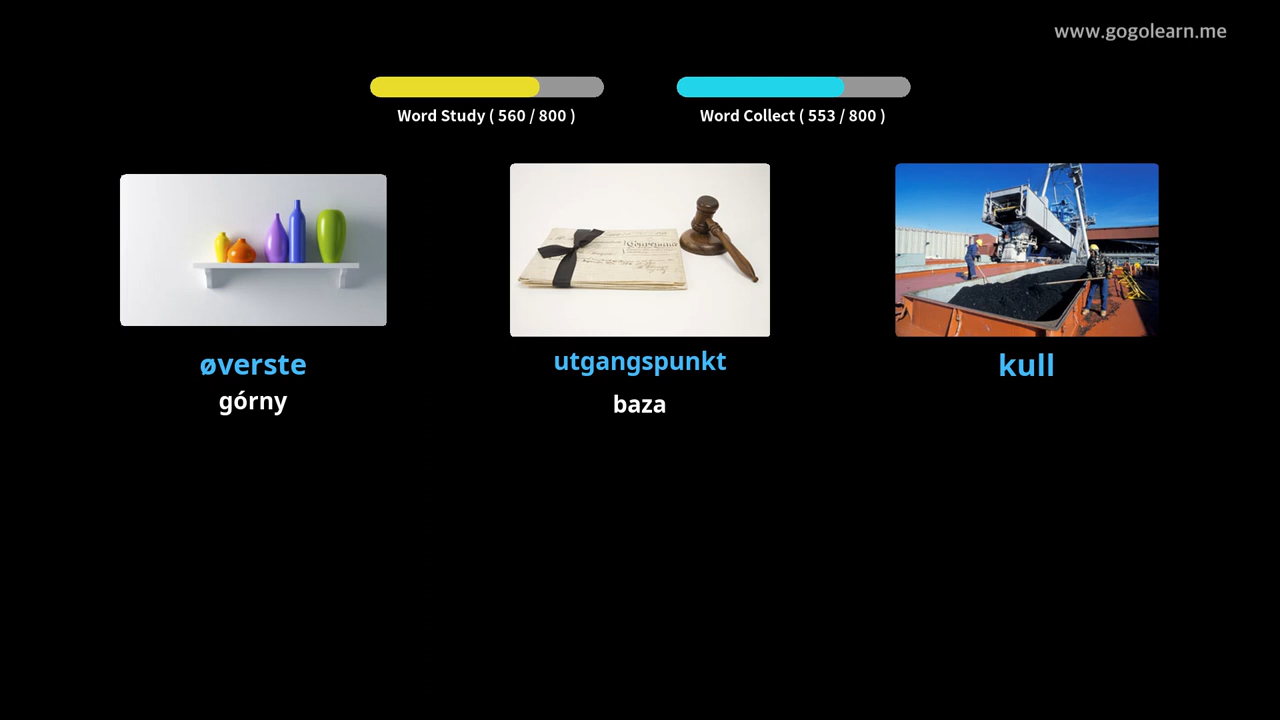 www.gogolearn.me
Word Study ( 560 / 800 )
Word Collect ( 553 / 800 )
øverste
górny
utgangspunkt
baza
kull